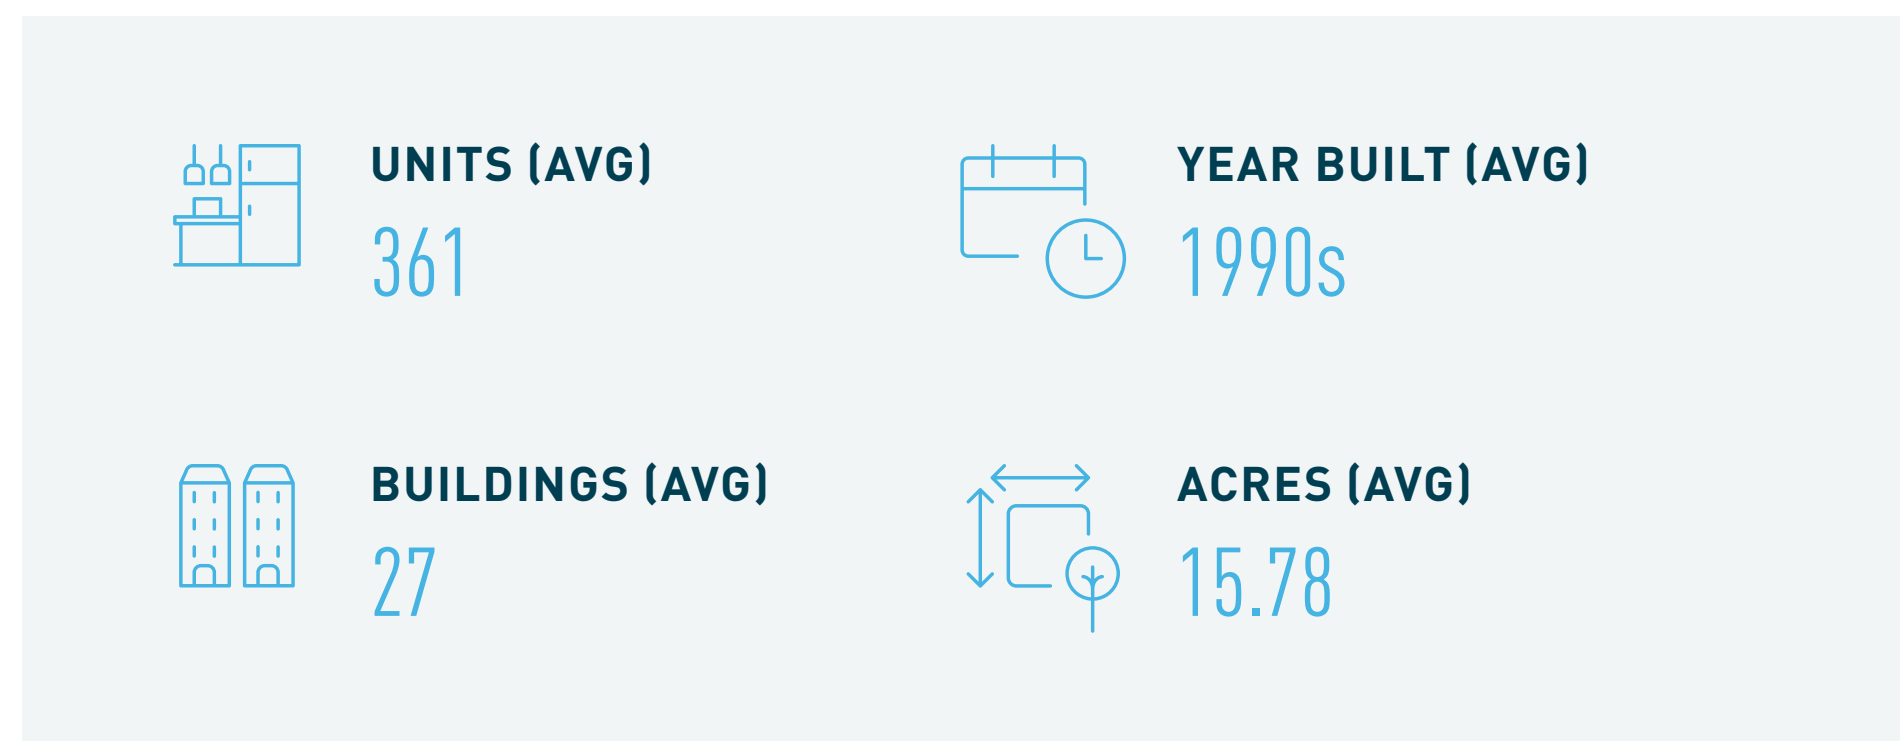 UNITS (AVG)
361
YEAR BUILT (AVG)
1990s
BUILDINGS (AVG)
27
ACRES (AVG)
15.78